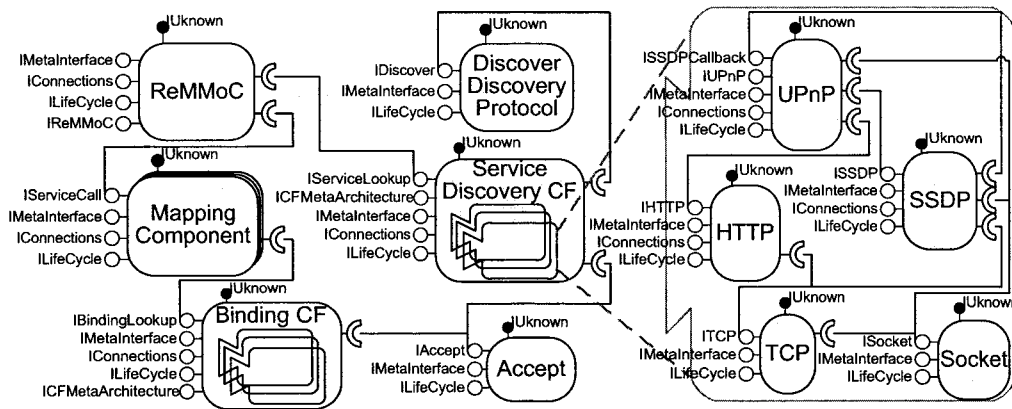 IUknown
IMetaInterface
IConnections
ILifeCycle
IReMMoC
ReMMoC
IUknown
IDiscover
IMetaInterface
ILifeCycle
Discover
Discovery
Protocol
IUknown
IServiceCall
IMetaInterface
IConnections
ILifeCycle
Mapping
Component
IUknown
IServiceLookup
ICFMetaArchitecture
IMetaInterface
IConnections
ILifeCycle
Service
Discovery CF
IUknown
IBindingLookup
IMetaInterface
IConnections
ILifeCycle
ICFMetaArchitecture
Binding CF
IUknown
IAccept
IMetaInterface
ILifeCycle
Accept
IUknown
ISSDPCallback
IUPnP
IMetaInterface
IConnections
ILifeCycle
UPnP
IUknown
ISSDP
IMetaInterface
IConnections
ILifeCycle
SSDP
IUknown
IHTTP
IMetaInterface
IConnections
ILifeCycle
HTTP
IUknown
ITCP
IMetaInterface
ILifeCycle
TCP
IUknown
ISocket
IMetaInterface
ILifeCycle
Socket